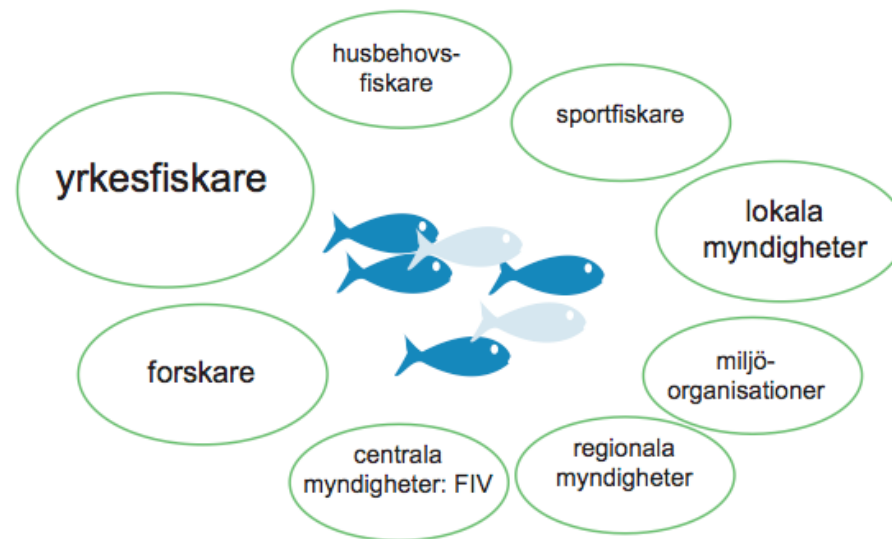 husbehovs-
fiskare
sportfiskare
yrkesfiskare
lokala
myndigheter
forskare
miljö-
organisationer
centrala
myndigheter: FIV
regionala
myndigheter